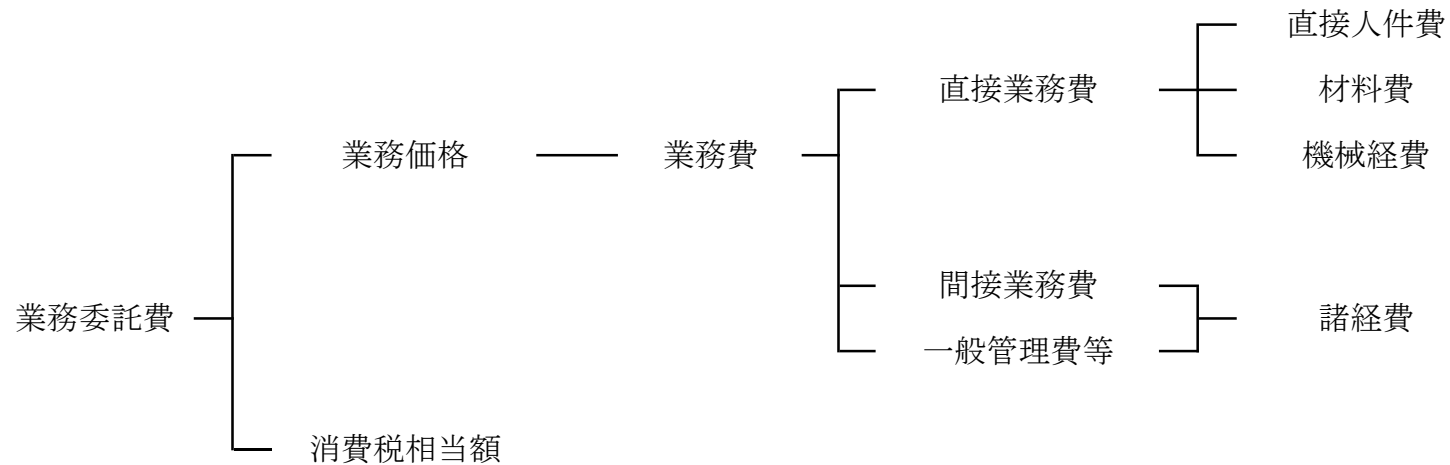 直接人件費
直接業務費
材料費
業務価格
業務費
機械経費
間接業務費
業務委託費
諸経費
一般管理費等
消費税相当額